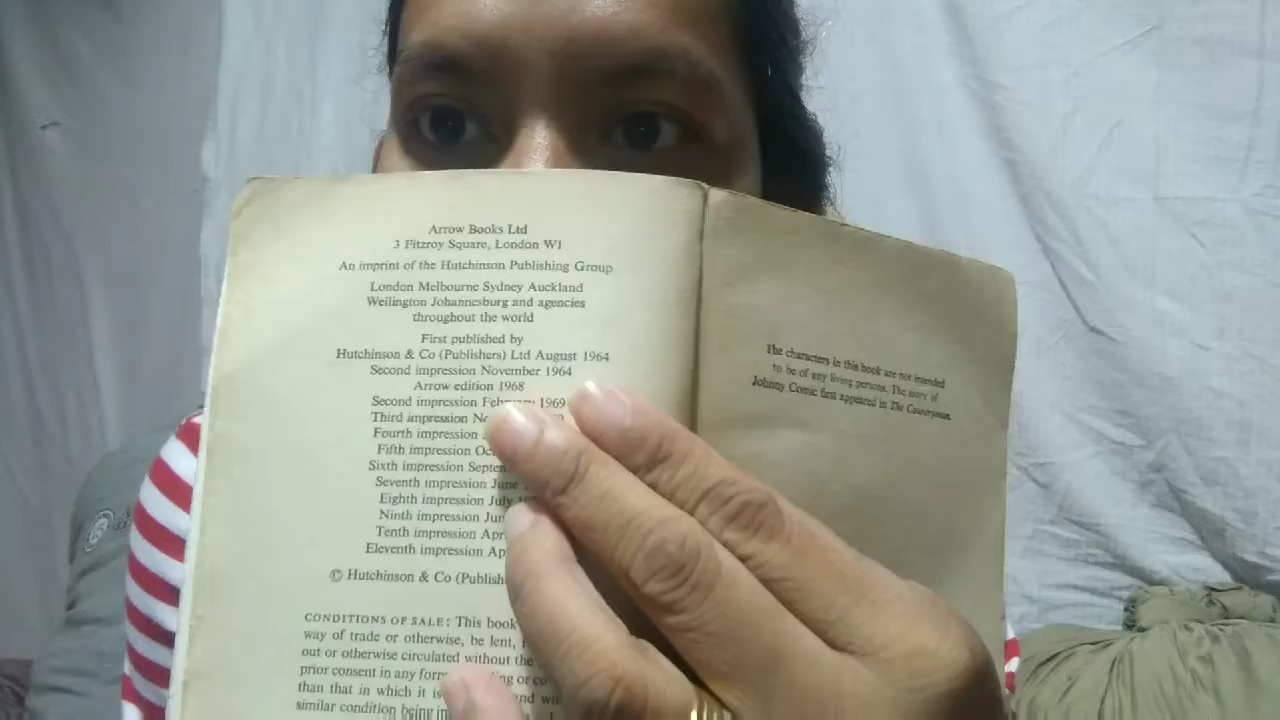 Arrow Books Ltd
3 Fitzroy Square, London W1
An imprint of the Hutchinson Publishing Group
London Melbourne Sydney Auckland
Wellington Johannesburg and agencies
throughout the world
First published by
Hutchinson & Co (Publishers) Ltd August 1964
Second impression November 1964
Arrow edition 1968
Second impression 1969
Third impression
Fourth impression
Fifth impression
Sixth impression
Seventh impression June
Eighth impression July
Ninth impression
Tenth impression
Eleventh impression
© Hutchinson & Co
CONDITIONS OF SALE: This book
way of trade or otherwise, be lent,
out or otherwise circulated without the
prior consent in any
than that in which it is
similar condition being
The characters in this book are not intended
to be of any living persons. The story of
Johnny Comic first appeared in The Countryman.